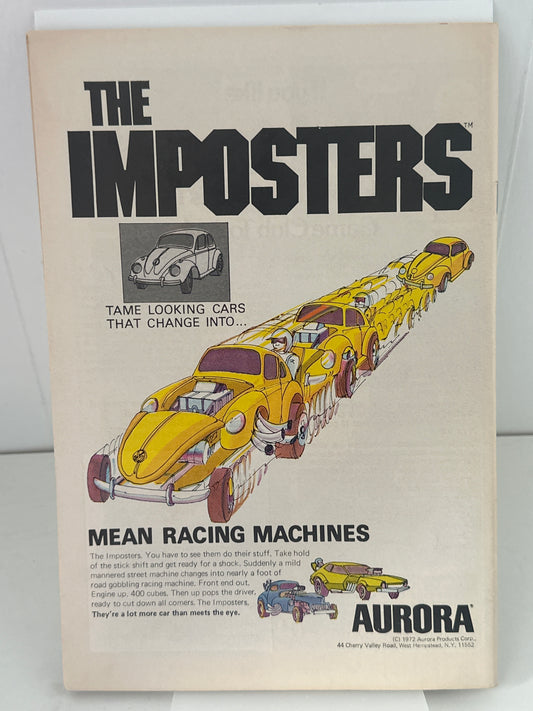 THE
IMPOSTERS™
TAME LOOKING CARS
THAT CHANGE INTO...
MEAN RACING MACHINES
The Imposters. You have to see them do their stuff. Take hold
of the stick shift and get ready for a shock. Suddenly a mild
mannered street machine changes into nearly a foot of
road gobbling racing machine. Front end out.
Engine up. 400 cubes. Then up pops the driver,
ready to cut down all comers. The Imposters.
They're a lot more car than meets the eye.
AURORA®
(C) 1972 Aurora Products Corp.,
44 Cherry Valley Road, West Hempstead, N.Y. 11552